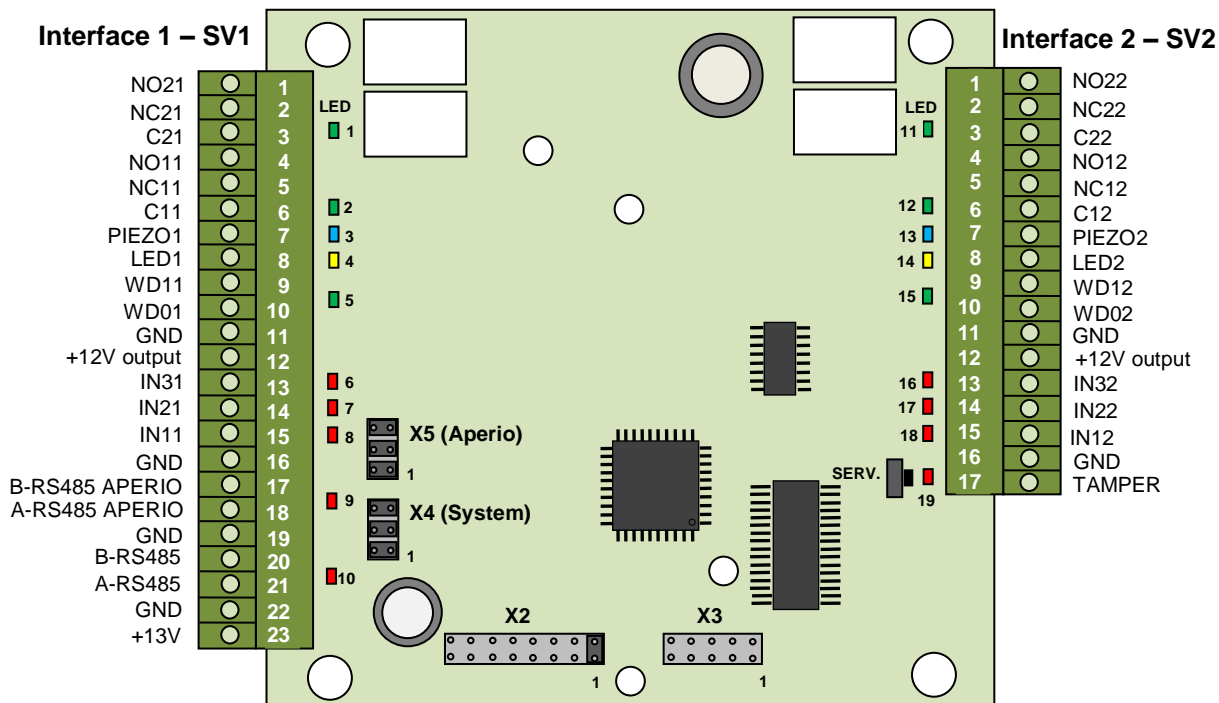 Interface 1 – SV1
Interface 2 – SV2
NO21 1
NC21 2
C21 3
NO11 4
NC11 5
C11 6
PIEZO1 7
LED1 8
WD11 9
WD01 10
GND 11
+12V output 12
IN31 13
IN21 14
IN11 15
GND 16
B-RS485 APERIO 17
A-RS485 APERIO 18
GND 19
B-RS485 20
A-RS485 21
GND 22
+13V 23
LED
1
2
3
4
5
6
7
8
9
10
X5 (Aperio)
1
X4 (System)
1
X2
1
X3
1
LED
11
12
13
14
15
16
17
18
SERV.
19
1 NO22
2 NC22
3 C22
4 NO12
5 NC12
6 C12
7 PIEZO2
8 LED2
9 WD12
10 WD02
11 GND
12 +12V output
13 IN32
14 IN22
15 IN12
16 GND
17 TAMPER